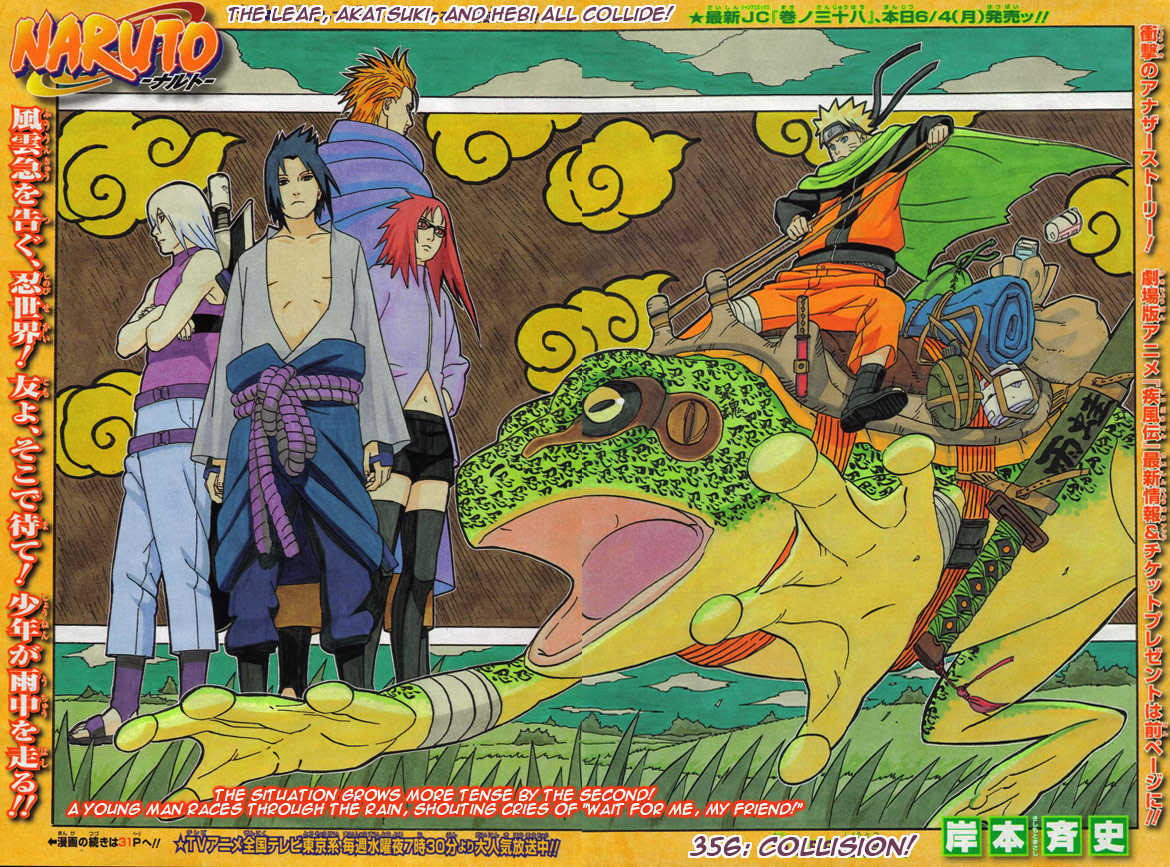 NARUTO
-ナルト-
THE LEAF, AKATSUKI, AND HEBI ALL COLLIDE!
★最新JC『巻ノ三十八』、本日6/4(月)発売ッ!!
衝撃のアナザーストーリー! 劇場版アニメ「疾風伝」最新情報&チケットプレゼントは前ページに!!
風雲急を告ぐ、忍世界! 友よ、そこで待て! 少年が雨中を走る!!
THE SITUATION GROWS MORE TENSE BY THE SECOND!
A YOUNG MAN RACES THROUGH THE RAIN, SHOUTING CRIES OF "WAIT FOR ME, MY FRIEND!"
←漫画の続きは31Pへ!!
★TVアニメ全国テレビ東京系 毎週水曜夜7時30分より大人気放送中!!
356: COLLISION!
岸本斉史